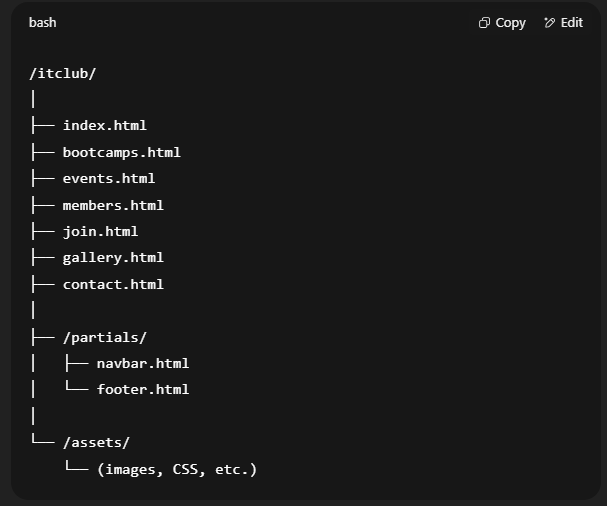 bash
Copy
Edit
/itclub/
│
├── index.html
├── bootcamps.html
├── events.html
├── members.html
├── join.html
├── gallery.html
├── contact.html
│
├── /partials/
│   ├── navbar.html
│   └── footer.html
│
└── /assets/
    └── (images, CSS, etc.)